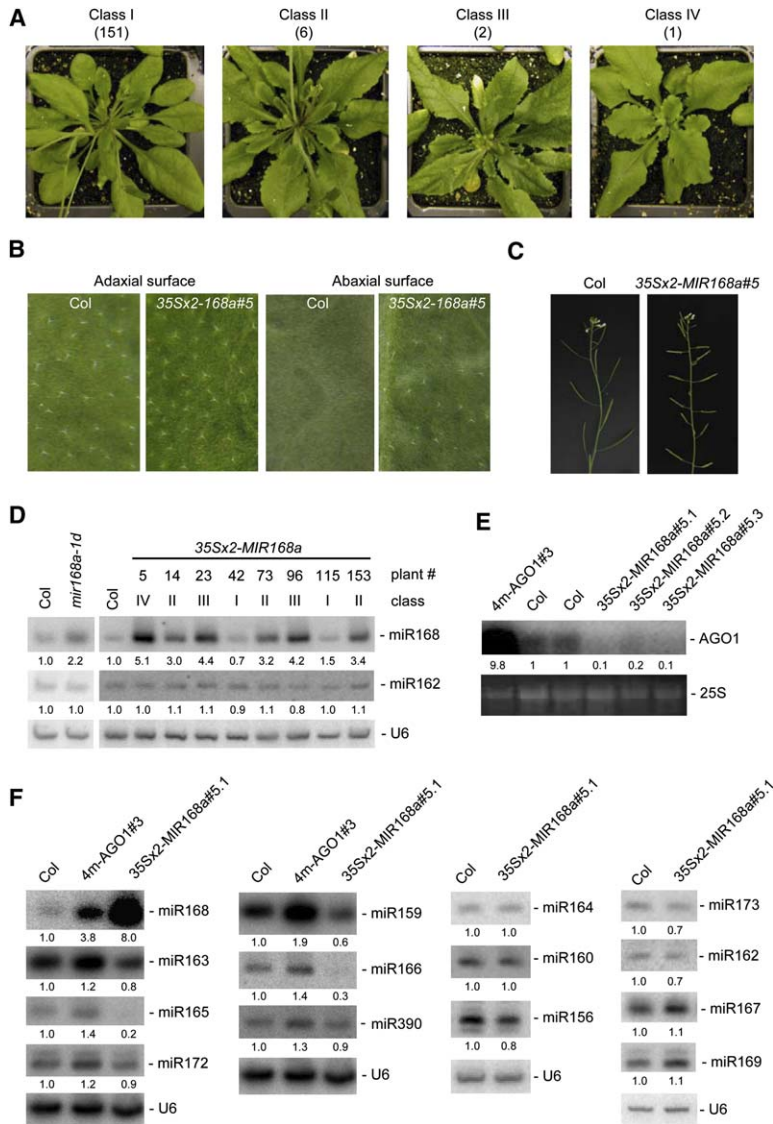 A
Class I Class II Class III Class IV
(151) (6) (2) (1)
B
Adaxial surface Abaxial surface
Col 35Sx2-168a#5 Col 35Sx2-168a#5
C
Col 35Sx2-MIR168a#5
D
35Sx2-MIR168a
Col mir168a-1d Col 5 14 23 42 73 96 115 153 plant #
IV II III I II III I II class
- miR168
1.0 2.2 1.0 5.1 3.0 4.4 0.7 3.2 4.2 1.5 3.4
- miR162
1.0 1.0 1.0 1.0 1.1 1.1 0.9 1.1 0.8 1.0 1.1
- U6
E
4m-AGO1#3 Col Col 35Sx2-MIR168a#5.1 35Sx2-MIR168a#5.2 35Sx2-MIR168a#5.3
- AGO1
9.8 1 1 0.1 0.2 0.1
- 25S
F
Col 4m-AGO1#3 35Sx2-MIR168a#5.1
- miR168
1.0 3.8 8.0
- miR163
1.0 1.2 0.8
- miR165
1.0 1.4 0.2
- miR172
1.0 1.2 0.9
- U6
Col 4m-AGO1#3 35Sx2-MIR168a#5.1
- miR159
1.0 1.9 0.6
- miR166
1.0 1.4 0.3
- miR390
1.0 1.3 0.9
- U6
Col 35Sx2-MIR168a#5.1
- miR164
1.0 1.0
- miR160
1.0 1.0
- miR156
1.0 0.8
- U6
Col 35Sx2-MIR168a#5.1
- miR173
1.0 0.7
- miR162
1.0 0.7
- miR167
1.0 1.1
- miR169
1.0 1.1
- U6